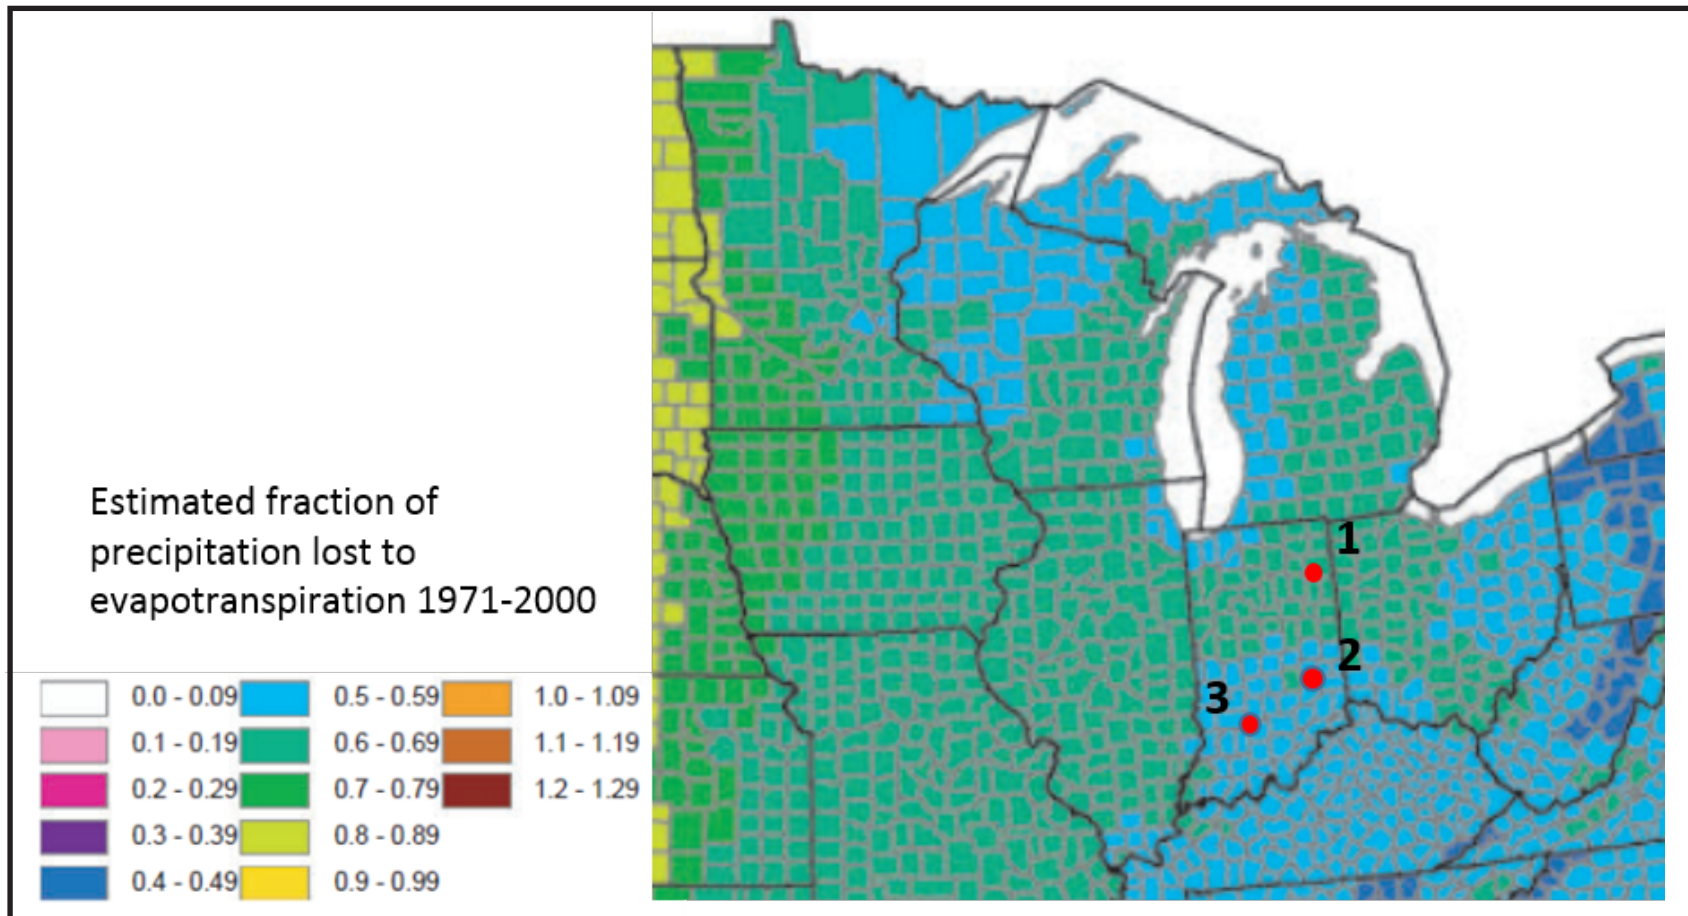 Estimated fraction of
precipitation lost to
evapotranspiration 1971-2000
0.0 - 0.09 0.5 - 0.59 1.0 - 1.09
0.1 - 0.19 0.6 - 0.69 1.1 - 1.19
0.2 - 0.29 0.7 - 0.79 1.2 - 1.29
0.3 - 0.39 0.8 - 0.89
0.4 - 0.49 0.9 - 0.99
1
2
3